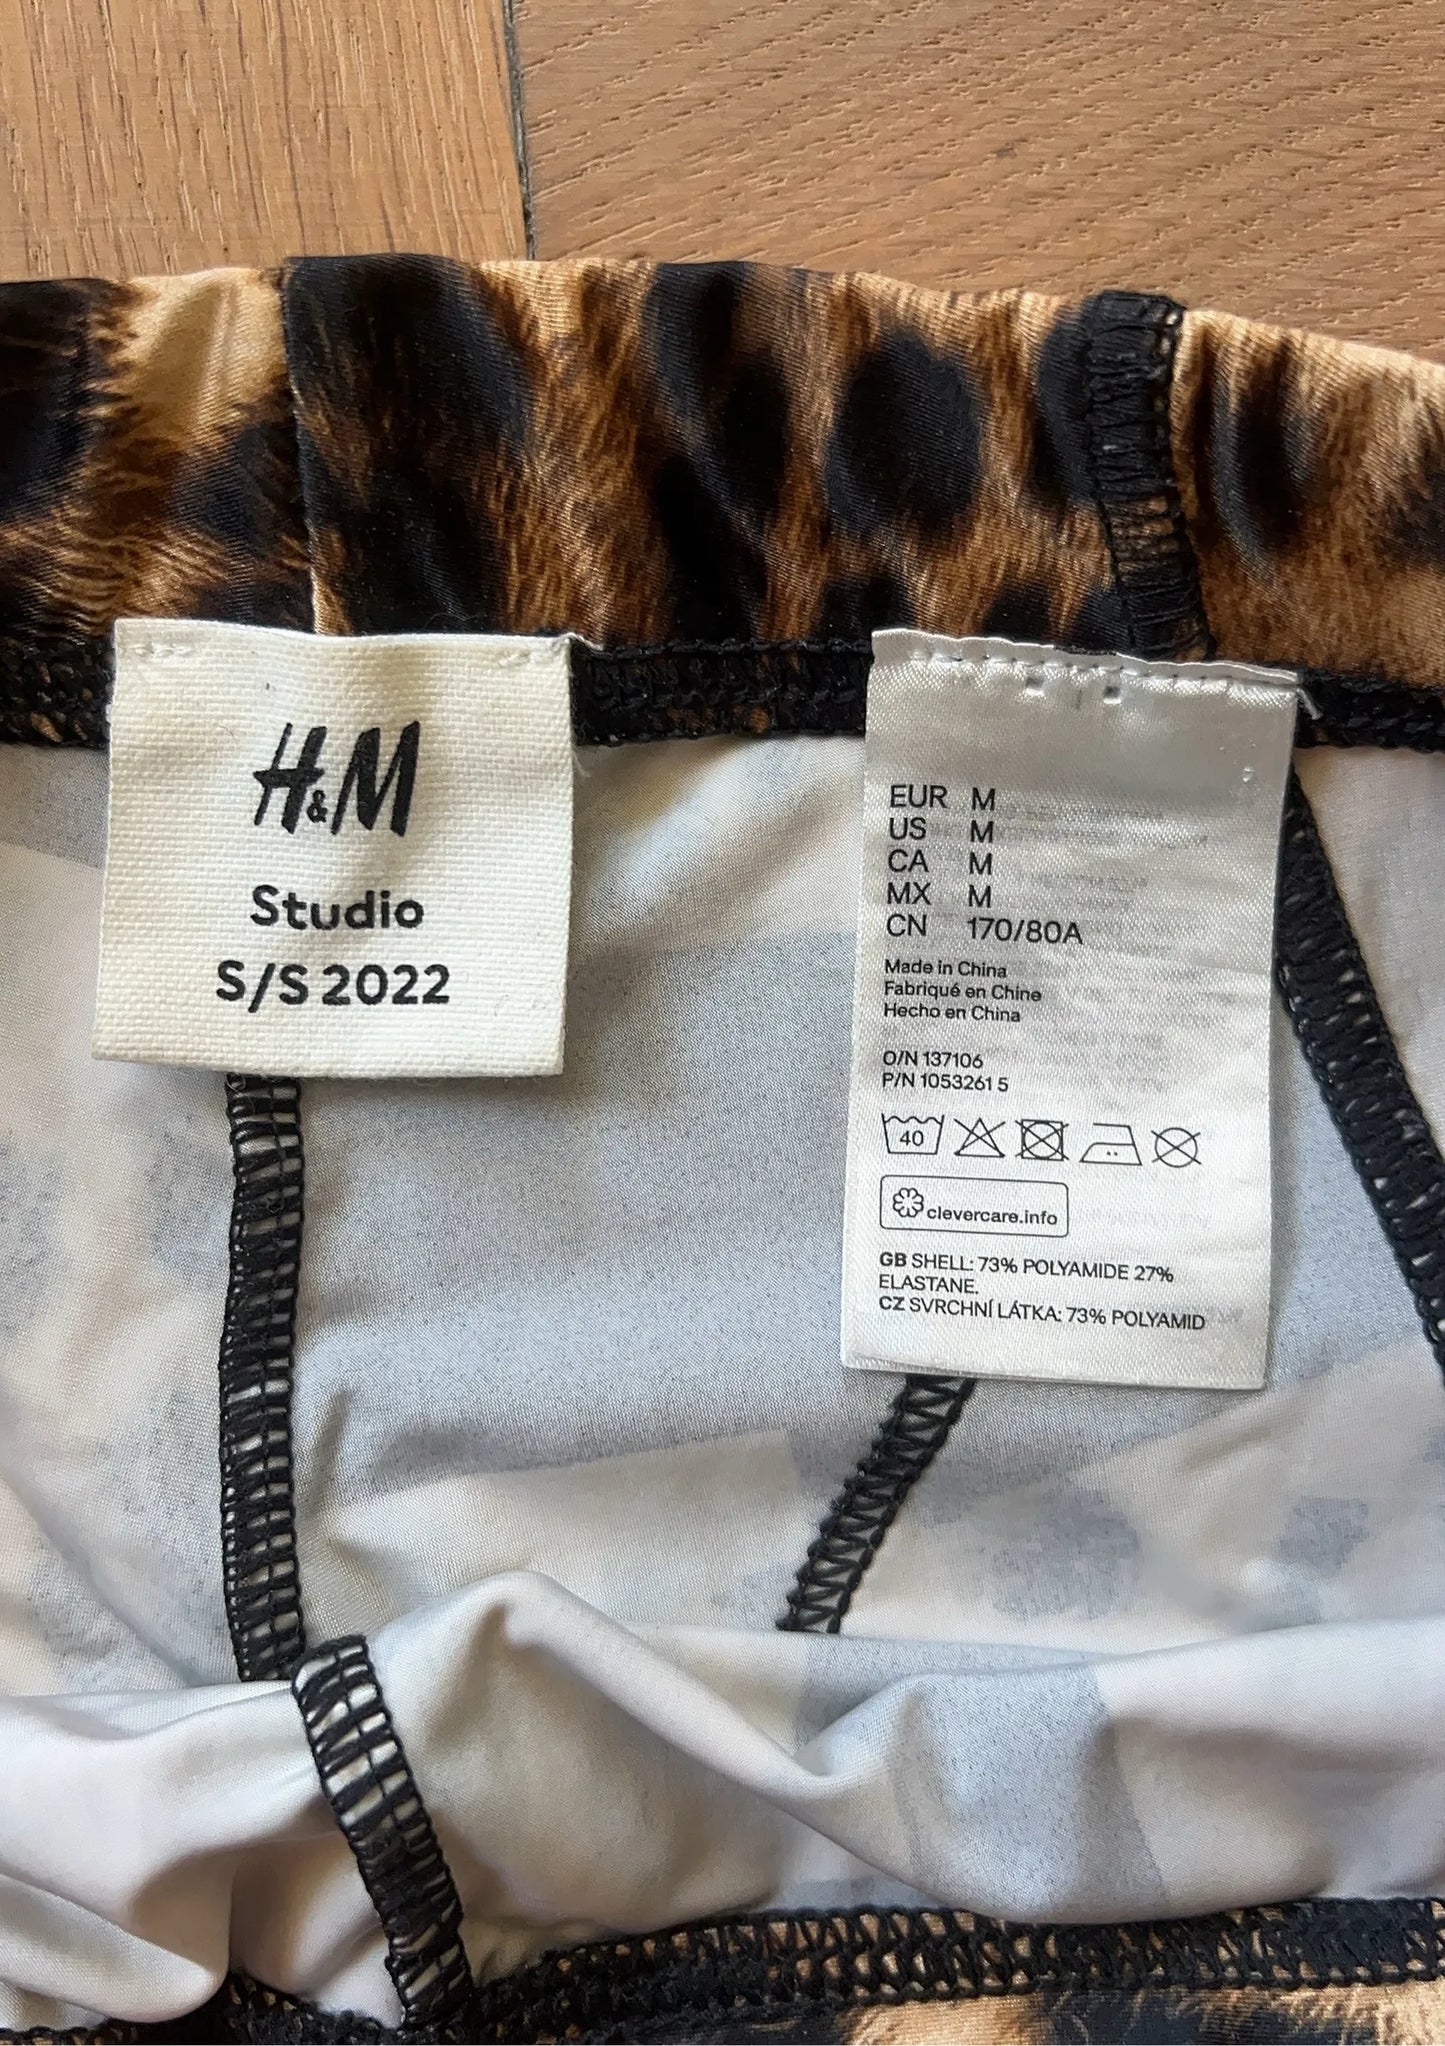 H&M
Studio
S/S 2022
EUR M
US M
CA M
MX M
CN 170/80A
Made in China
Fabriqué en Chine
Hecho en China
O/N 137106
P/N 1053261 5
40
clevercare.info
GB SHELL: 73% POLYAMIDE 27%
ELASTANE.
CZ SVRCHNÍ LÁTKA: 73% POLYAMID